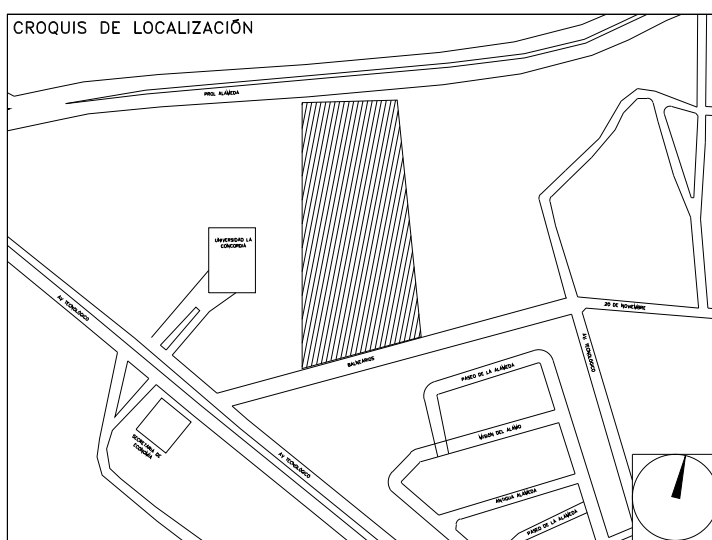 CROQUIS DE LOCALIZACIÓN
PROL ALAMEDA
UNIVERSIDAD LA
CONCORDIA
AV TECNOLOGICO
20 DE NOVIEMBRE
BALNEARIOS
AV TECNOLOGICO
PASEO DE LA ALAMEDA
MISION DEL ALAMO
SECRETARIA DE
ECONOMIA
AV TECNOLOGICO
ANTIGUA ALAMEDA
PASEO DE LA ALAMEDA